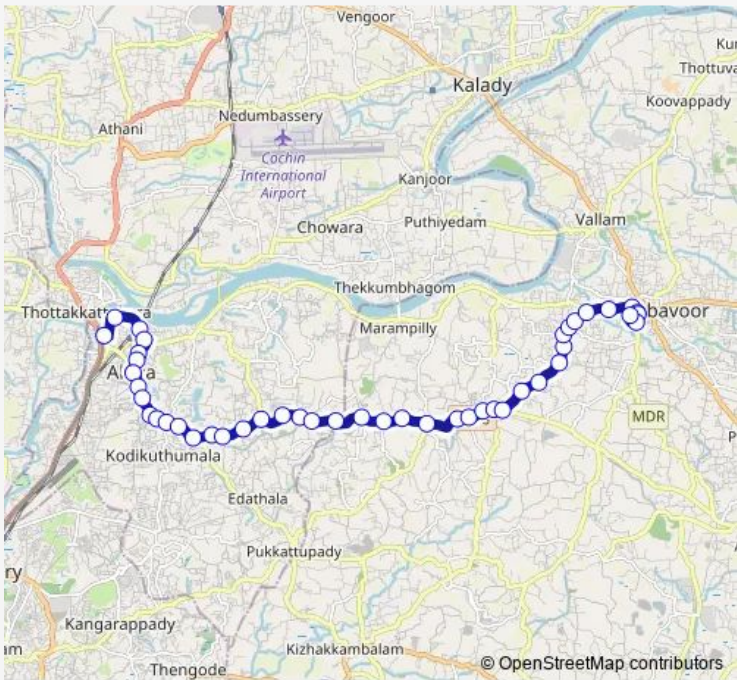 Vengoor
Kalady
Thottuva
Koovappady
Nedumbassery
Athani
Cochin
International
Airport
Kanjoor
Chowara
Puthiyedam
Vallam
Thekkumbhagom
Marampilly
bavoor
MDR
Kodikuthumala
Edathala
Pukkattupady
Kangarappady
Kizhakkambalam
Thengode
© OpenStreetMap contributors